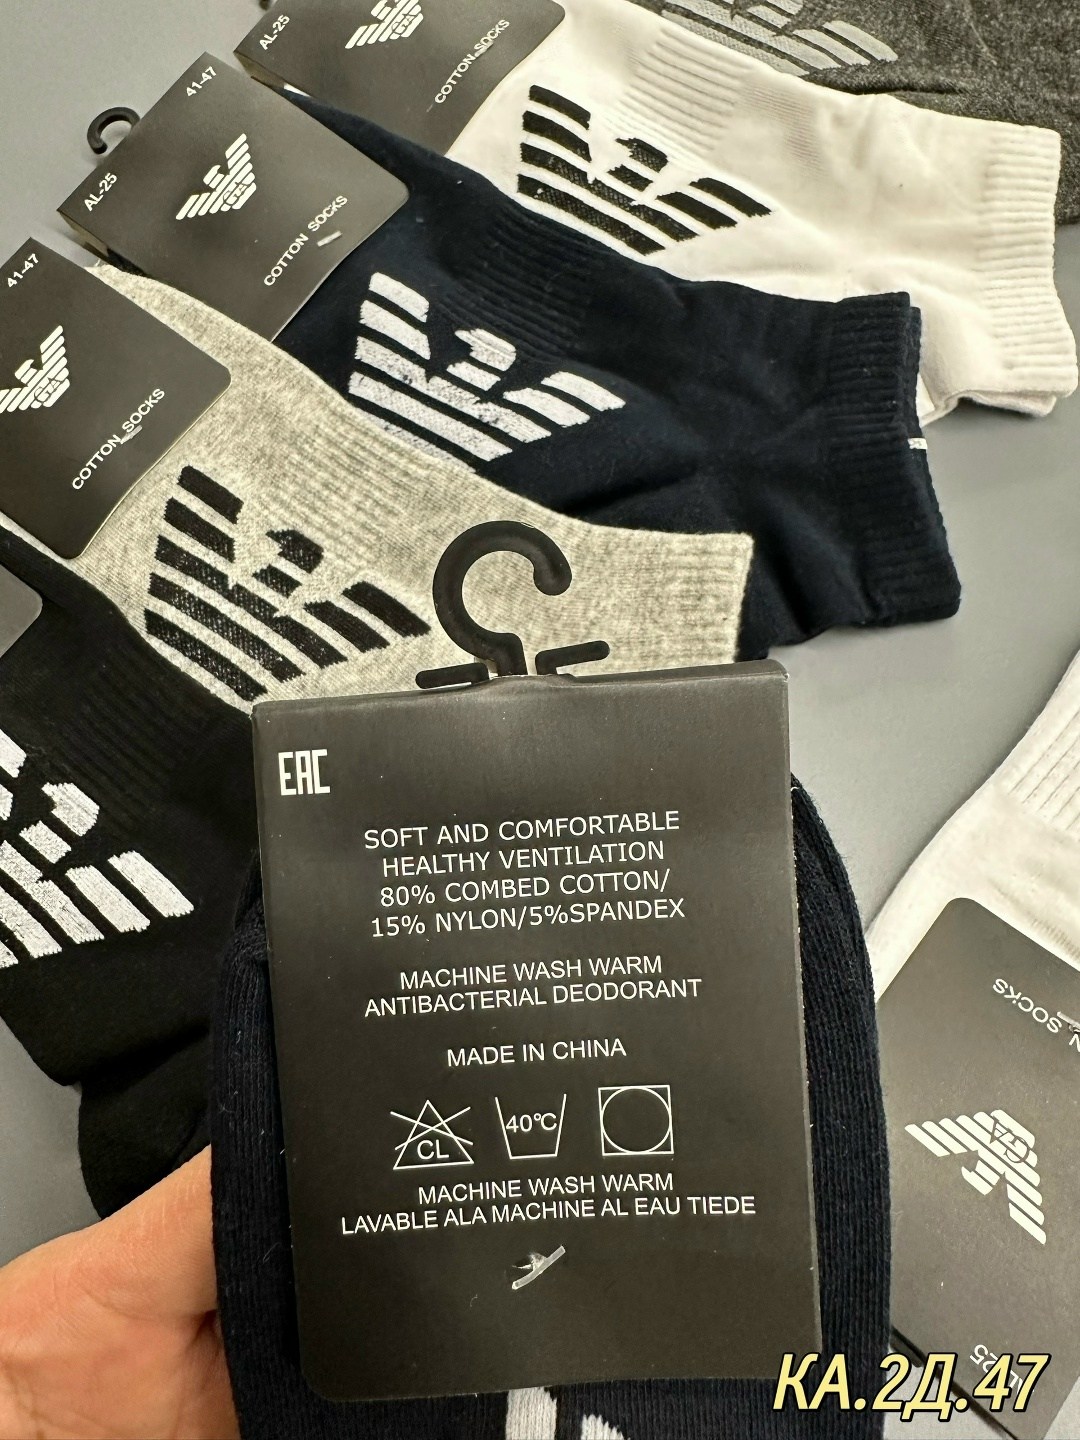 AL-25
COTTON SOCKS
41-47
AL-25
COTTON SOCKS
41-47
COTTON SOCKS
EAC
SOFT AND COMFORTABLE
HEALTHY VENTILATION
80% COMBED COTTON/
15% NYLON/5%SPANDEX
MACHINE WASH WARM
ANTIBACTERIAL DEODORANT
MADE IN CHINA
CL
40℃
MACHINE WASH WARM
LAVABLE ALA MACHINE AL EAU TIEDE
SOCKS
КА.2Д.47